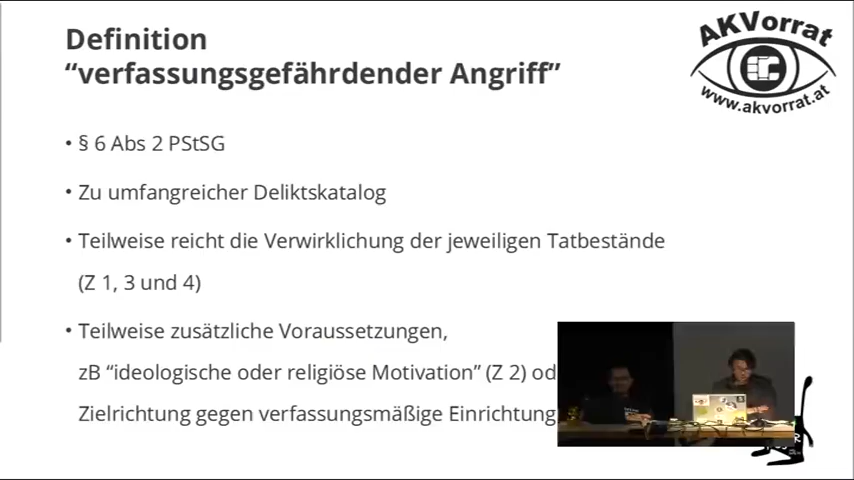 Definition
“verfassungsgefährdender Angriff”
AKVorrat
www.akvorrat.at
• § 6 Abs 2 PStSG
• Zu umfangreicher Deliktskatalog
• Teilweise reicht die Verwirklichung der jeweiligen Tatbestände
(Z 1, 3 und 4)
• Teilweise zusätzliche Voraussetzungen,
zB “ideologische oder religiöse Motivation” (Z 2)
Zielrichtung gegen verfassungsmäßige Einrichtung